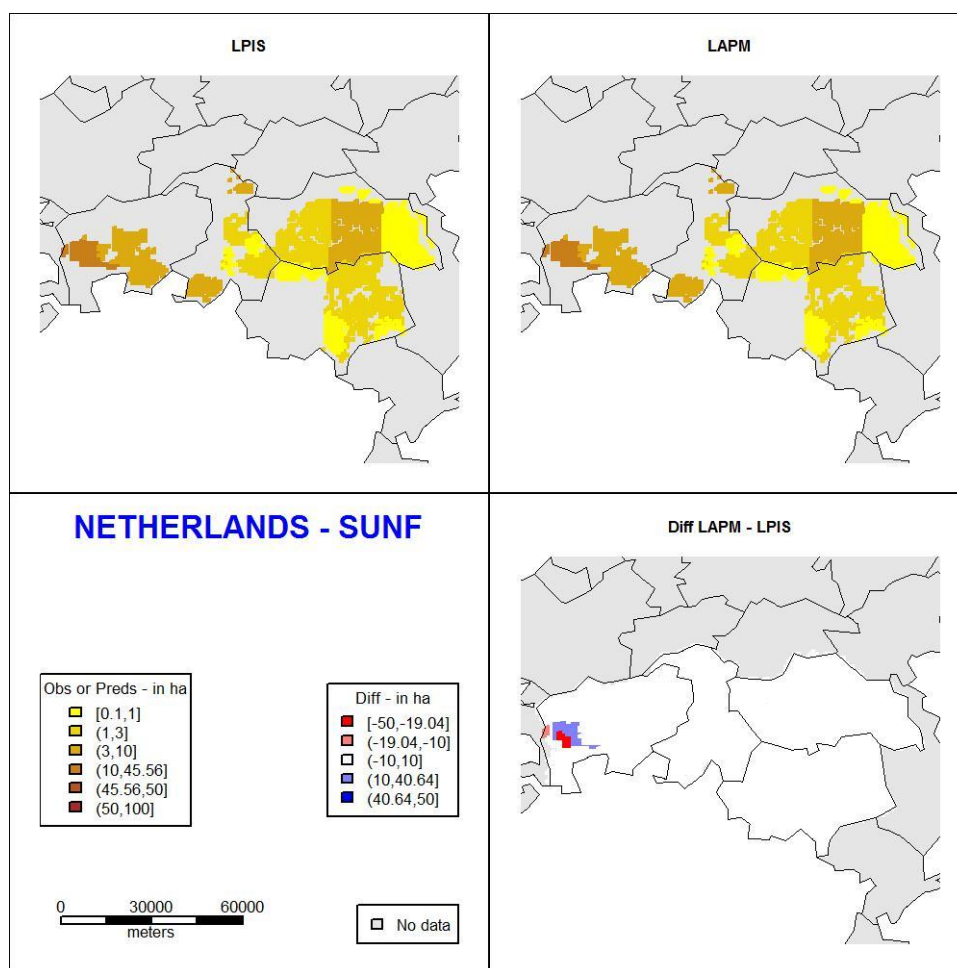 LPIS
LAPM
NETHERLANDS - SUNF
Diff LAPM - LPIS
Obs or Preds - in ha
[0.1,1]
(1,3]
(3,10]
(10,45.56]
(45.56,50]
(50,100]
Diff - in ha
[-50,-19.04]
(-19.04,-10]
(-10,10]
(10,40.64]
(40.64,50]
0 30000 60000
meters
No data